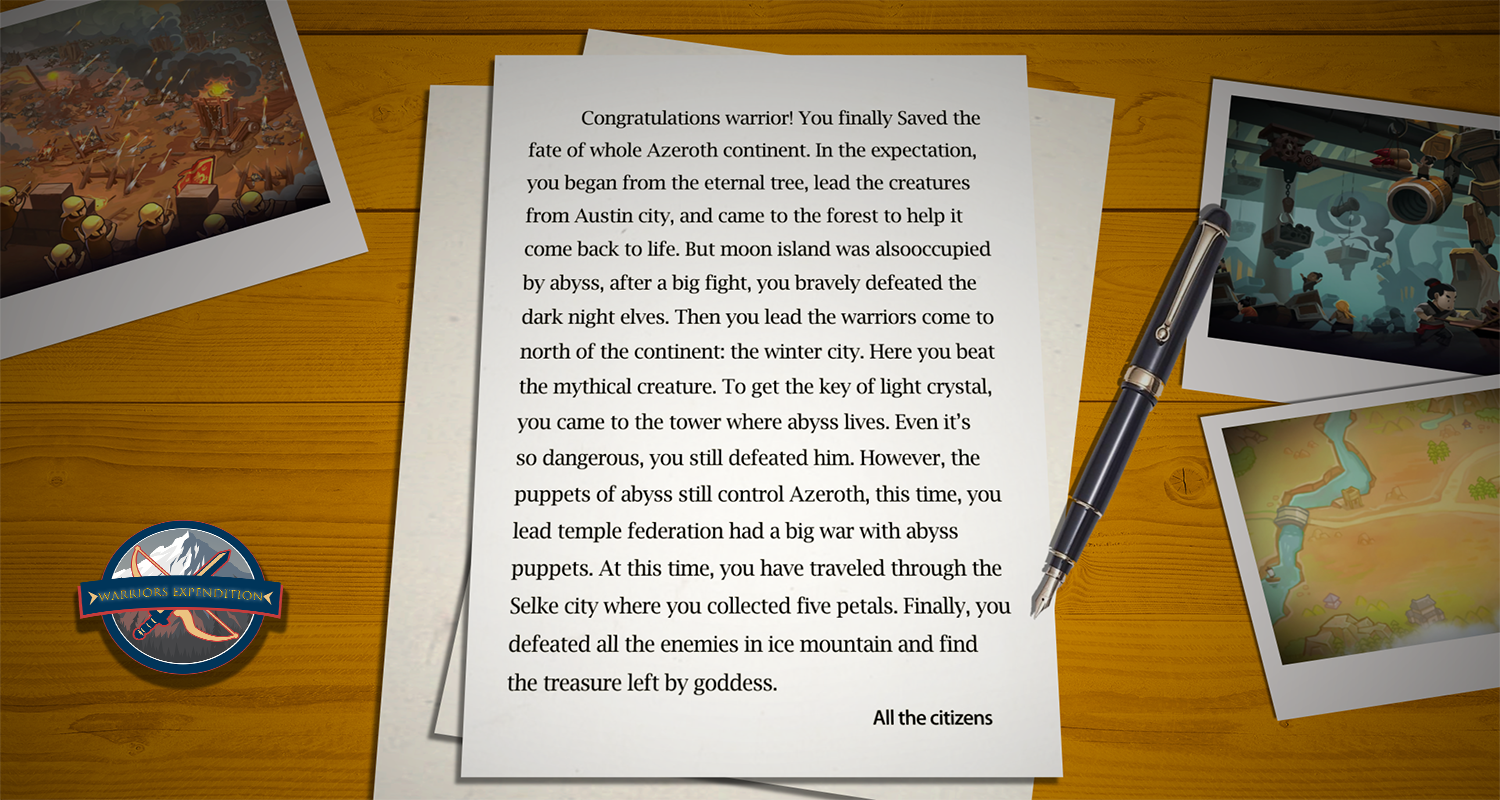 Congratulations warrior! You finally Saved the
fate of whole Azeroth continent. In the expectation,
you began from the eternal tree, lead the creatures
from Austin city, and came to the forest to help it
come back to life. But moon island was alsooccupied
by abyss, after a big fight, you bravely defeated the
dark night elves. Then you lead the warriors come to
north of the continent: the winter city. Here you beat
the mythical creature. To get the key of light crystal,
you came to the tower where abyss lives. Even it's
so dangerous, you still defeated him. However, the
puppets of abyss still control Azeroth, this time, you
lead temple federation had a big war with abyss
puppets. At this time, you have traveled through the
Selke city where you collected five petals. Finally, you
defeated all the enemies in ice mountain and find
the treasure left by goddess.
All the citizens
WARRIORS EXPENDITION